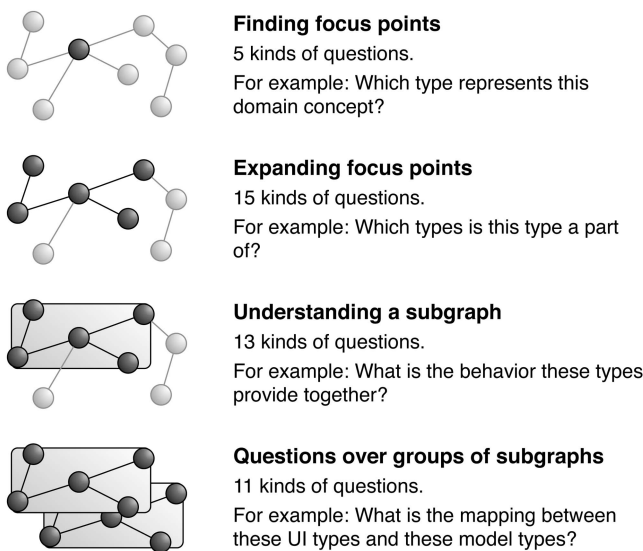 Finding focus points
5 kinds of questions.
For example: Which type represents this
domain concept?
Expanding focus points
15 kinds of questions.
For example: Which types is this type a part
of?
Understanding a subgraph
13 kinds of questions.
For example: What is the behavior these types
provide together?
Questions over groups of subgraphs
11 kinds of questions.
For example: What is the mapping between
these UI types and these model types?